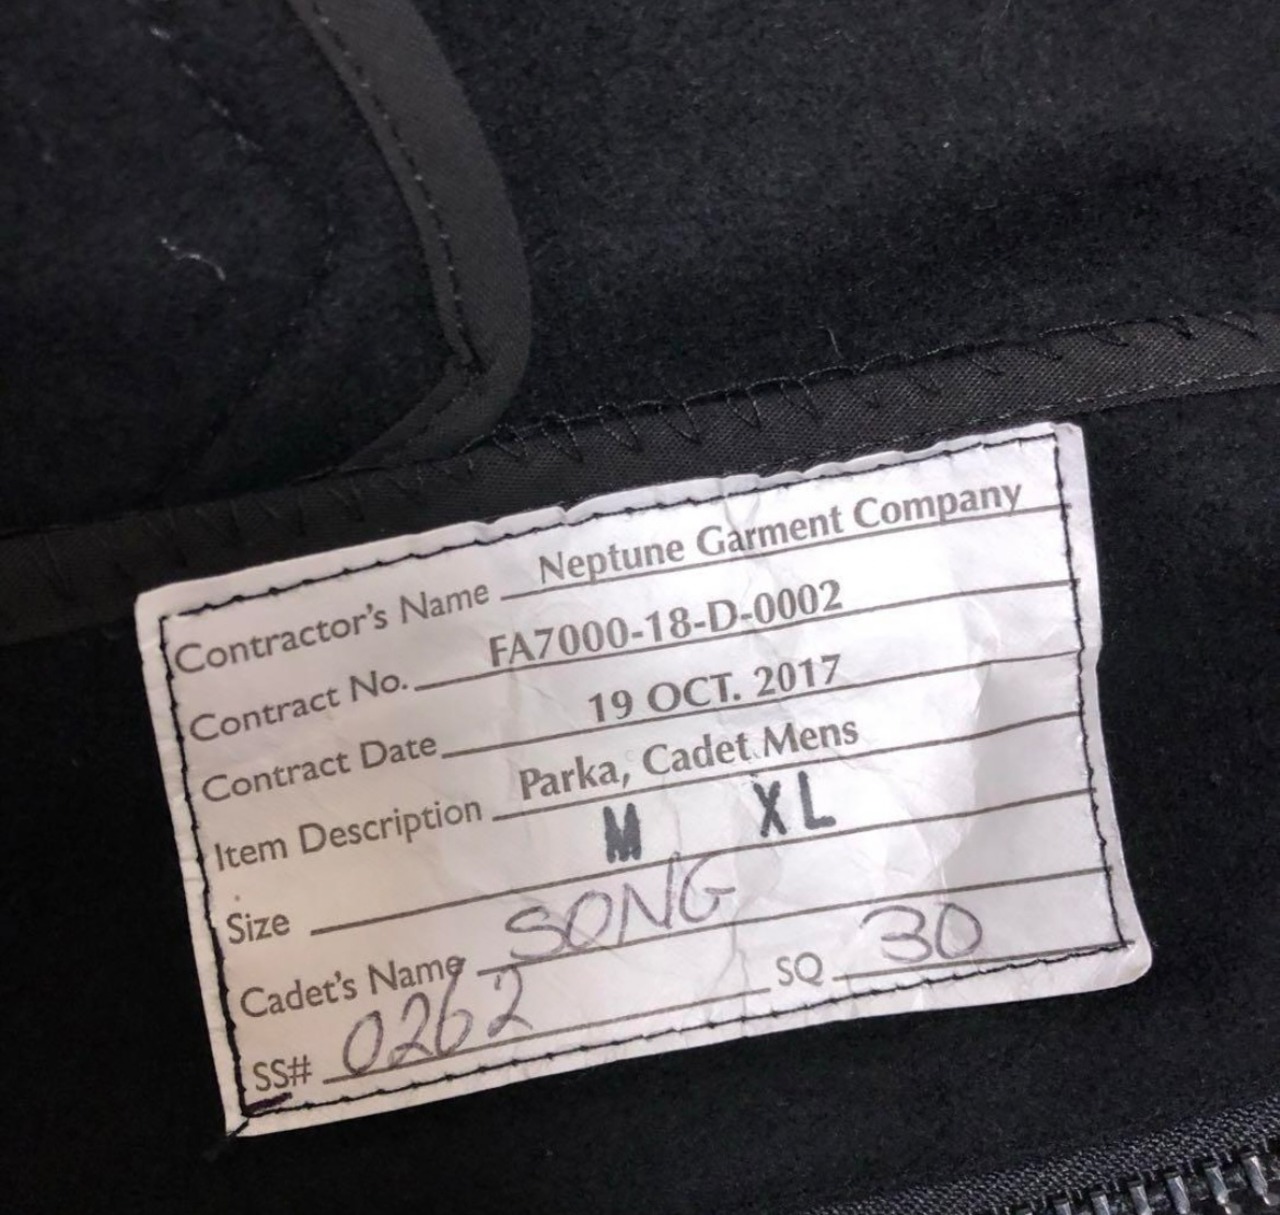 Contractor's Name Neptune Garment Company
Contract No. FA7000-18-D-0002
Contract Date 19 OCT. 2017
Item Description Parka, Cadet Mens
Size M XL
Cadet's Name SONG
SS# 0262 SQ 30